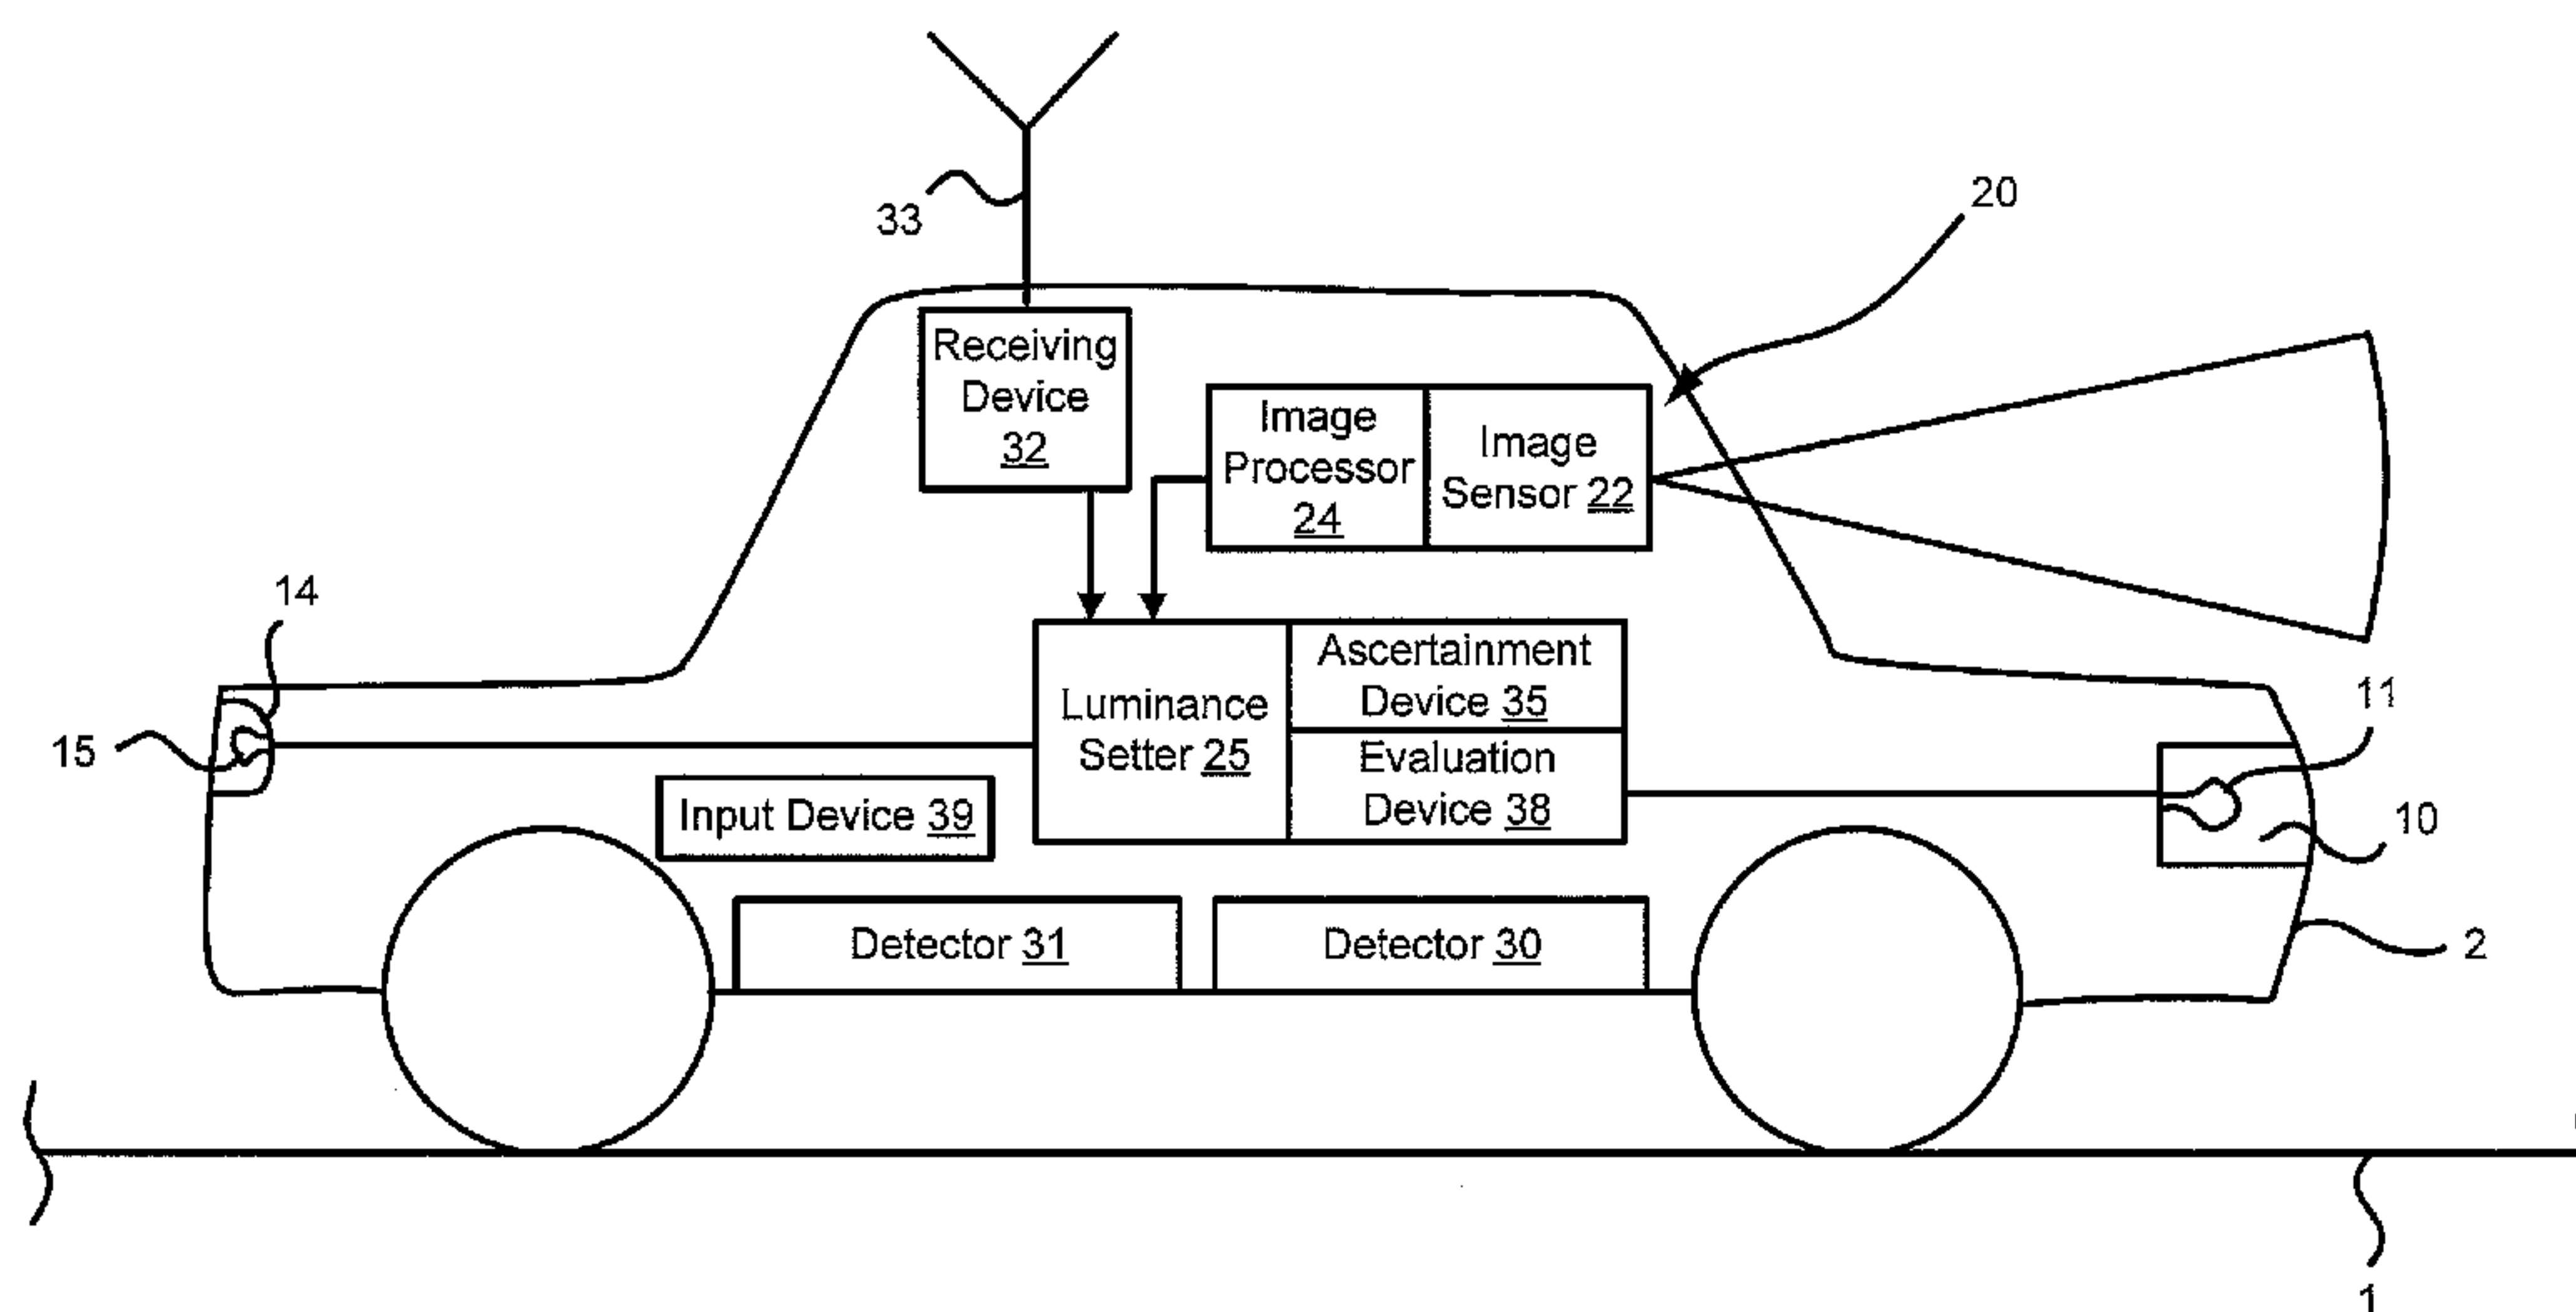 33
20
Receiving
Device
32
Image
Processor
24
Image
Sensor 22
14
15
Luminance
Setter 25
Ascertainment
Device 35
Evaluation
Device 38
11
10
Input Device 39
Detector 31
Detector 30
2
1